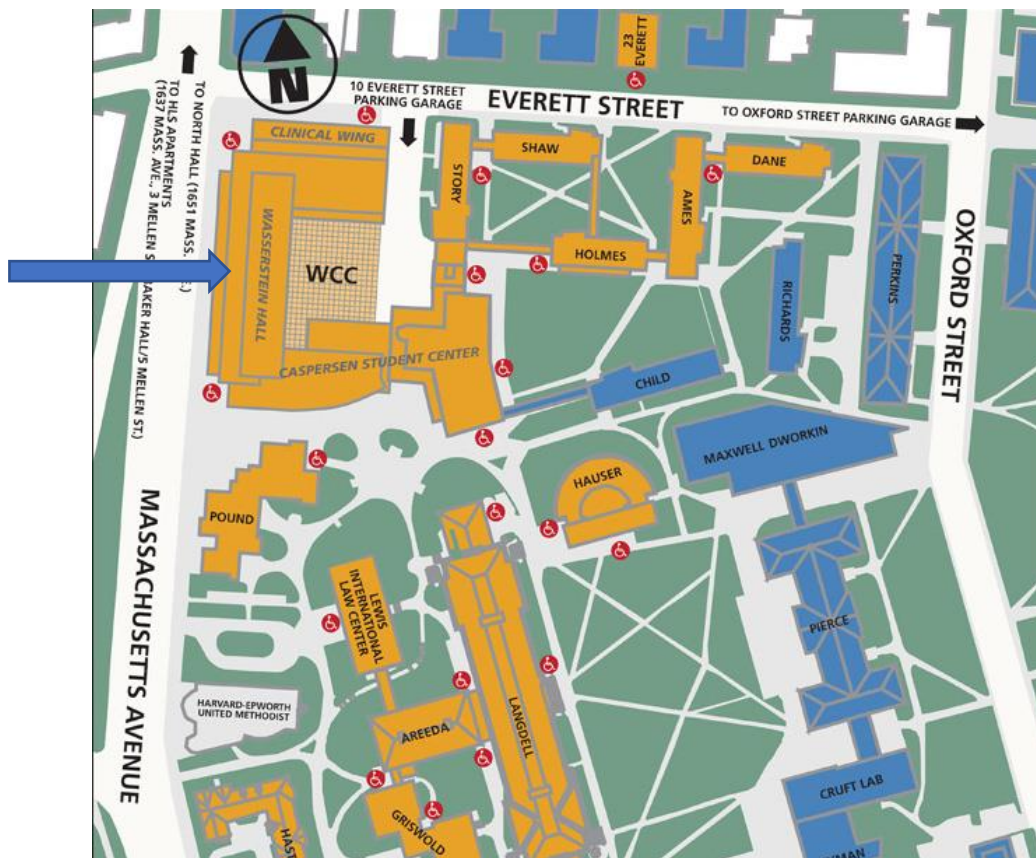 23
EVERETT
N
10 EVERETT STREET
PARKING GARAGE
EVERETT STREET
TO OXFORD STREET PARKING GARAGE
TO NORTH HALL (1651 MASS.
TO HLS APARTMENTS
(1637 MASS. AVE., 3 MELLEN
BAKER HALL/5 MELLEN ST.)
CLINICAL WING
WASSERSTEIN HALL
WCC
CASPERSEN STUDENT CENTER
STORY
SHAW
HOLMES
AMES
DANE
RICHARDS
PERKINS
OXFORD STREET
CHILD
MAXWELL DWORKIN
HAUSER
POUND
MASSACHUSETTS AVENUE
LEWIS
INTERNATIONAL
LAW CENTER
PIERCE
HARVARD-EPWORTH
UNITED METHODIST
AREEDA
LANGDELL
CRUFT LAB
GRISWOLD
HAST